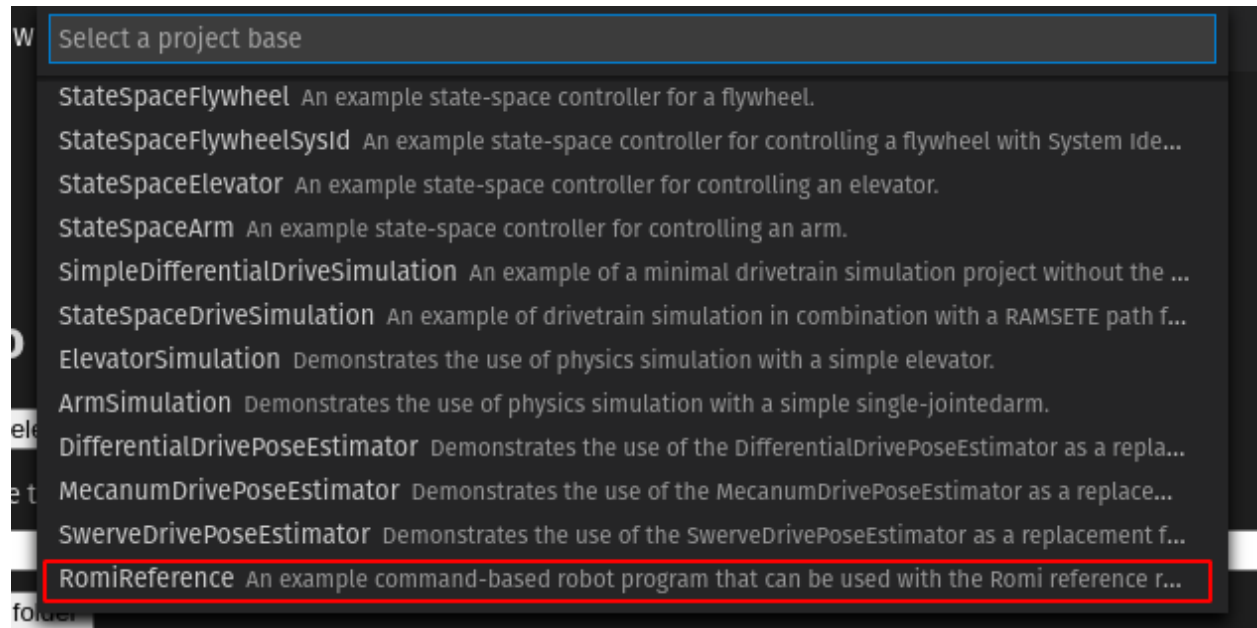 w
Select a project base
StateSpaceFlywheel An example state-space controller for a flywheel.
StateSpaceFlywheelSysId An example state-space controller for controlling a flywheel with System Ide...
StateSpaceElevator An example state-space controller for controlling an elevator.
StateSpaceArm An example state-space controller for controlling an arm.
SimpleDifferentialDriveSimulation An example of a minimal drivetrain simulation project without the ...
StateSpaceDriveSimulation An example of drivetrain simulation in combination with a RAMSETE path f...
ElevatorSimulation Demonstrates the use of physics simulation with a simple elevator.
ArmSimulation Demonstrates the use of physics simulation with a simple single-jointedarm.
ele
DifferentialDrivePoseEstimator Demonstrates the use of the DifferentialDrivePoseEstimator as a repla...
e t
MecanumDrivePoseEstimator Demonstrates the use of the MecanumDrivePoseEstimator as a replace...
SwerveDrivePoseEstimator Demonstrates the use of the SwerveDrivePoseEstimator as a replacement f...
RomiReference An example command-based robot program that can be used with the Romi reference r...
folder